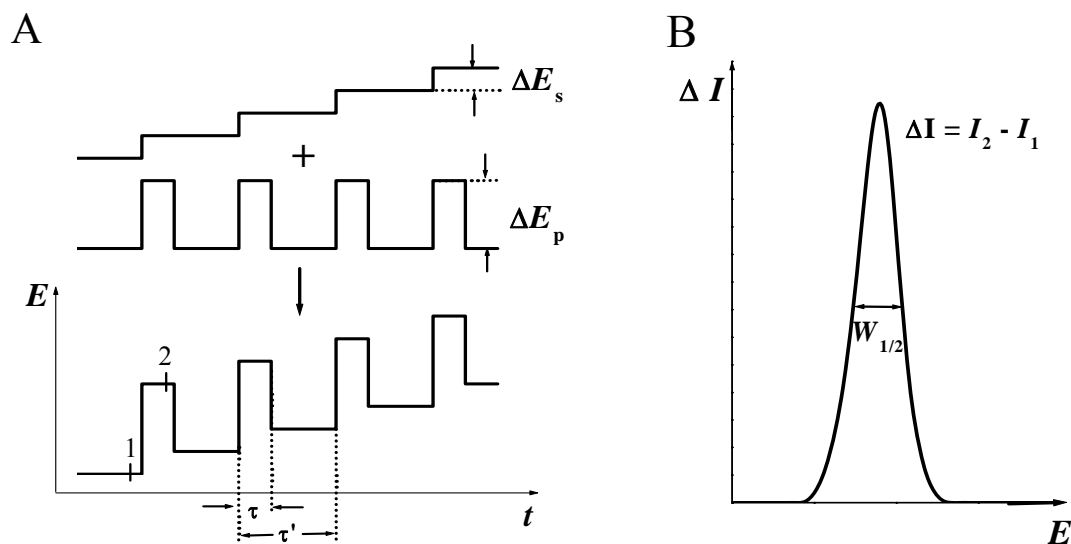 A
ΔE_s
+
ΔE_p
E
2
1
τ
τ'
t
B
Δ I
ΔI = I_2 - I_1
W_1/2
E